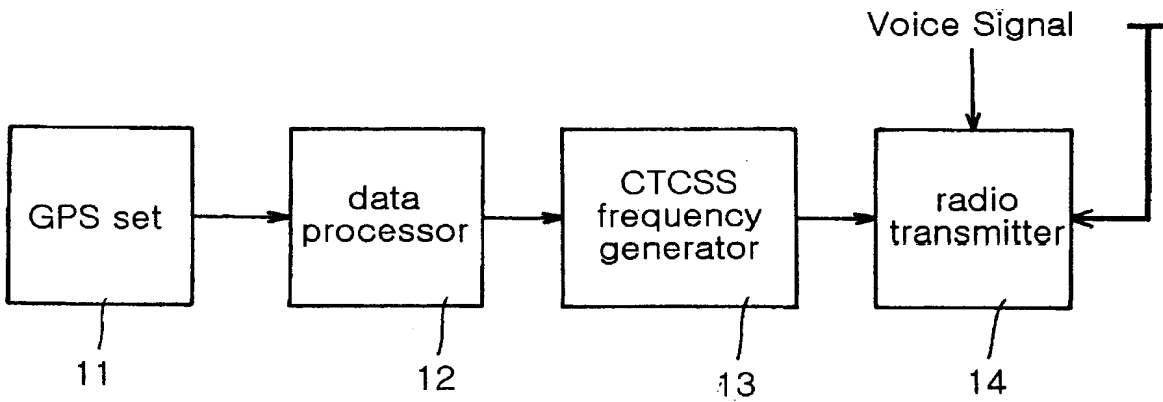 Voice Signal
GPS set
data
processor
CTCSS
frequency
generator
radio
transmitter
11
12
13
14